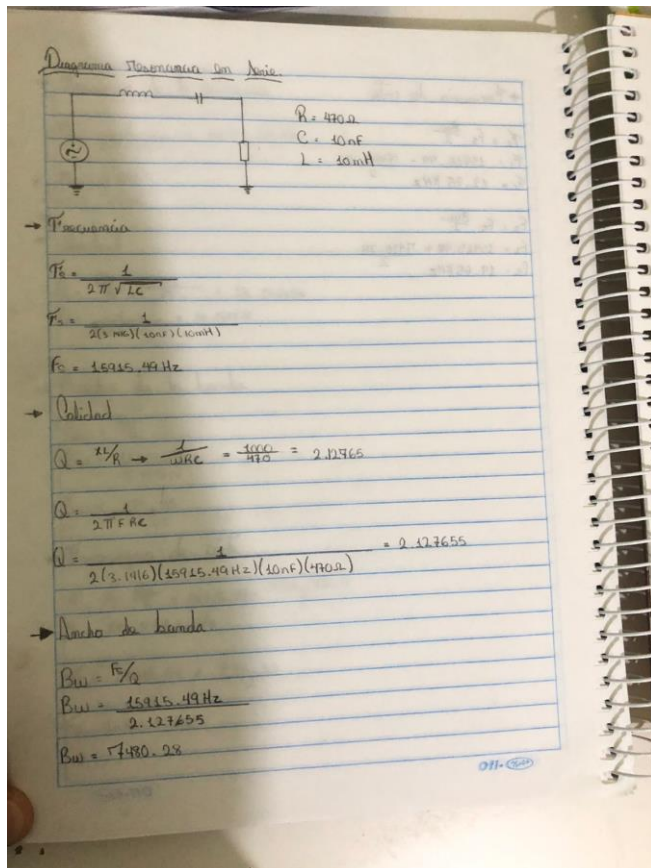 Diagrama resonancia en serie.
R = 470Ω
C = 10nF
L = 10mH
→ Frecuencia
Fo = 1 / 2π√LC
Fo = 1 / 2(3.1416)(10nF)(10mH)
Fo = 15915.49 Hz
→ Calidad
Q = XL/R → 1/WRC = 1000/470 = 2.12765
Q = 1 / 2πFRC
Q = 1 / 2(3.1416)(15915.49Hz)(10nF)(470Ω) = 2.127655
→ Ancho de banda.
Bw = Fo/Q
Bw = 15915.49Hz / 2.127655
Bw = 7480.28